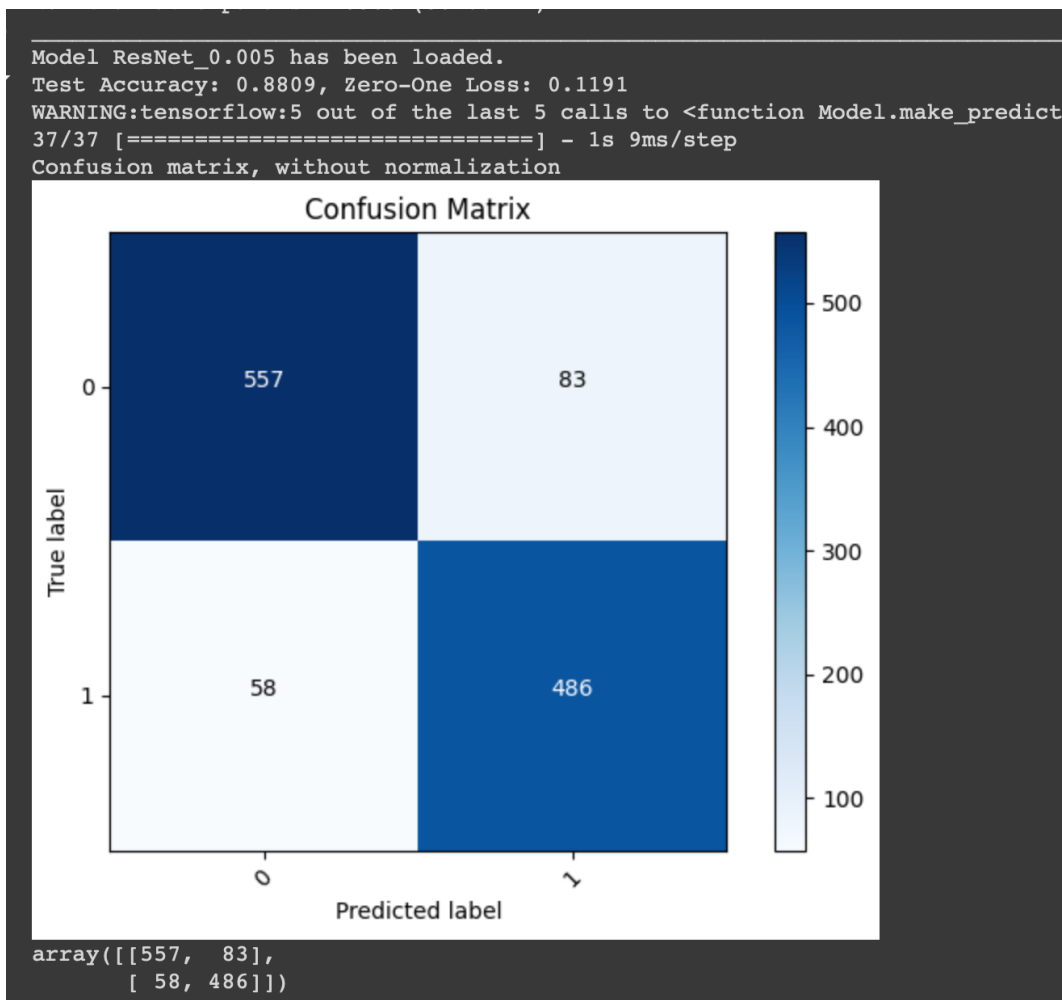 Model ResNet_0.005 has been loaded.
Test Accuracy: 0.8809, Zero-One Loss: 0.1191
WARNING:tensorflow:5 out of the last 5 calls to <function Model.make_predict
37/37 [==============================] - 1s 9ms/step
Confusion matrix, without normalization
Confusion Matrix
557 83
0
58 486
1
True label
0 1
Predicted label
500
400
300
200
100
array([[557,  83],
       [ 58, 486]])